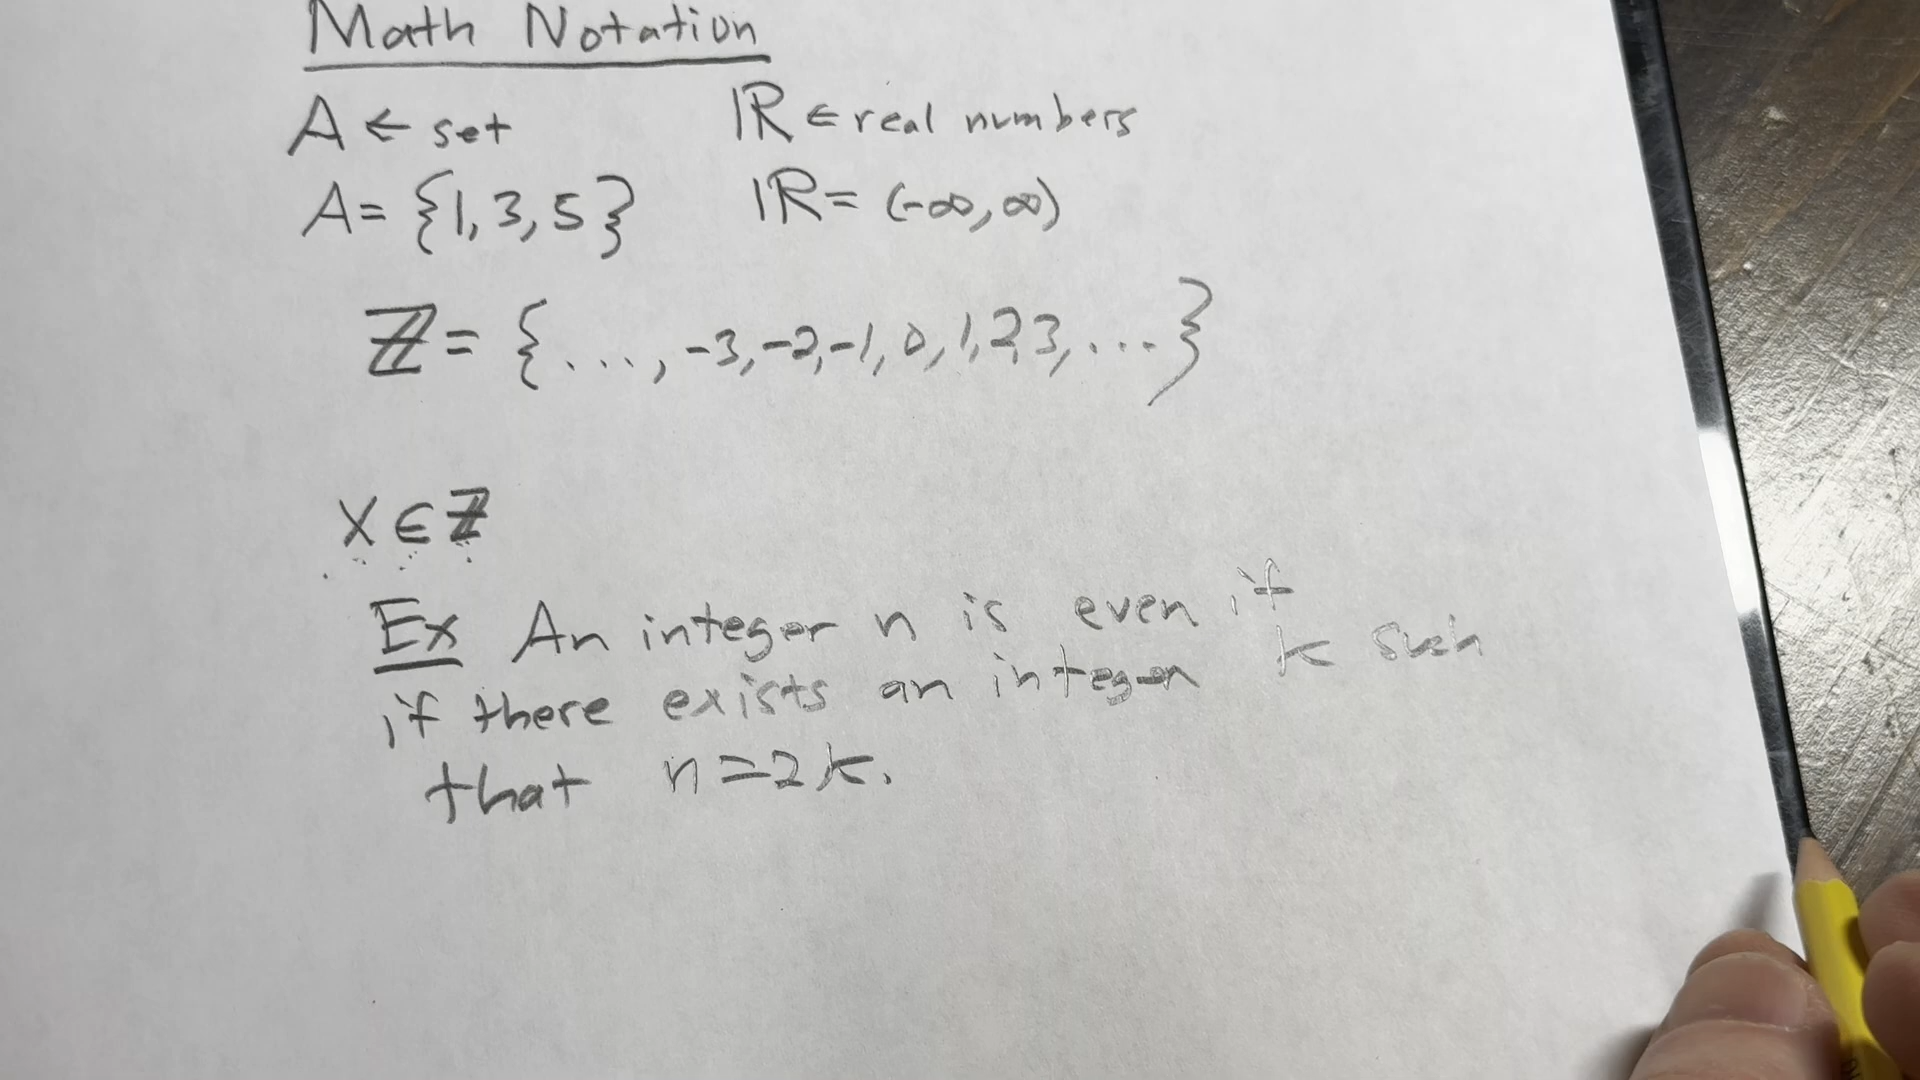 Math Notation
A ← set
ℝ ← real numbers
A = {1, 3, 5}
ℝ = (-∞, ∞)
ℤ = {..., -3, -2, -1, 0, 1, 2, 3, ...}
X ∈ ℤ
Ex An integer n is even if
if there exists an integer k such
that n = 2k.